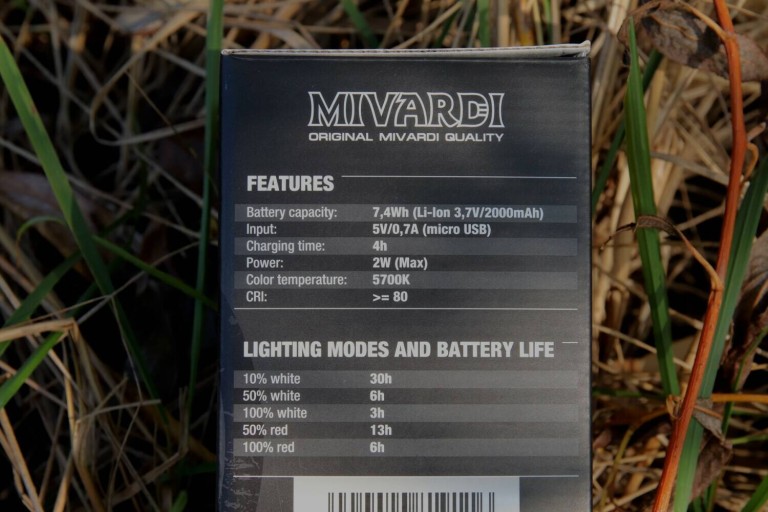 MIVARDI
ORIGINAL MIVARDI QUALITY
FEATURES
Battery capacity: 7,4Wh (Li-Ion 3,7V/2000mAh)
Input: 5V/0,7A (micro USB)
Charging time: 4h
Power: 2W (Max)
Color temperature: 5700K
CRI: >= 80
LIGHTING MODES AND BATTERY LIFE
10% white 30h
50% white 6h
100% white 3h
50% red 13h
100% red 6h